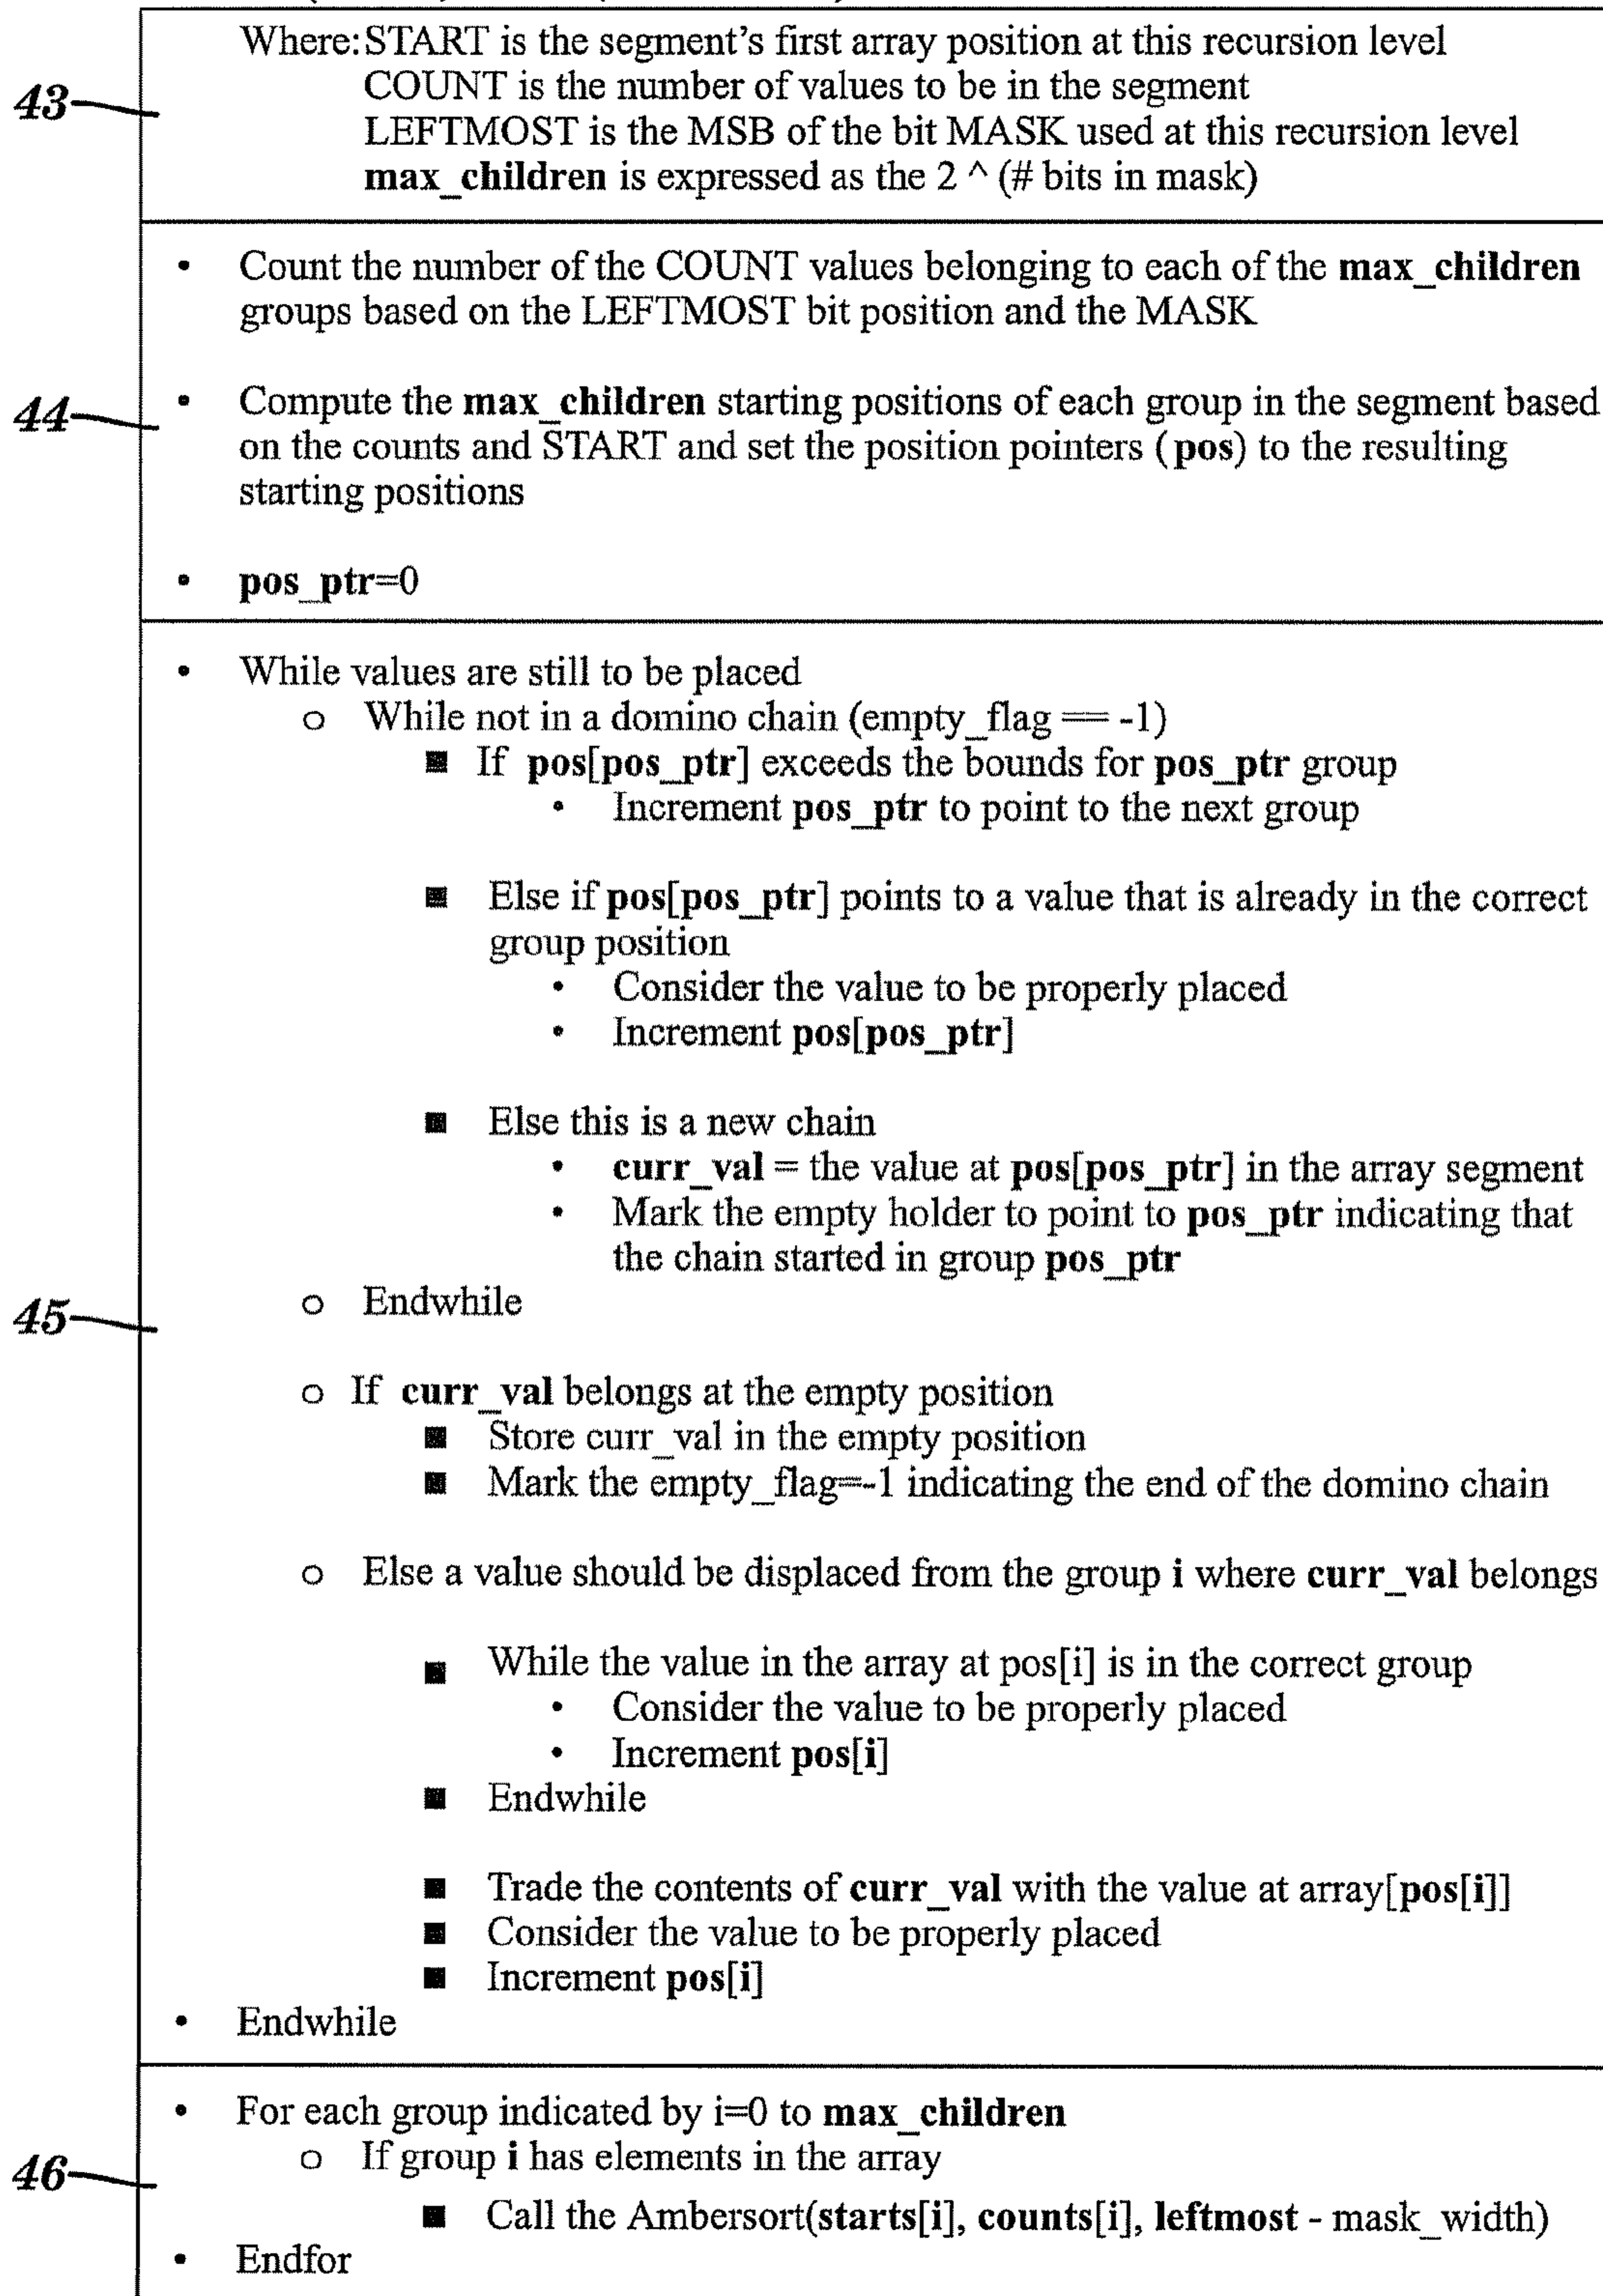 Where: START is the segment's first array position at this recursion level
COUNT is the number of values to be in the segment
43
LEFTMOST is the MSB of the bit MASK used at this recursion level
max_children is expressed as the 2 ^ (# bits in mask)
• Count the number of the COUNT values belonging to each of the max_children
groups based on the LEFTMOST bit position and the MASK
44
• Compute the max_children starting positions of each group in the segment based
on the counts and START and set the position pointers (pos) to the resulting
starting positions
• pos_ptr=0
• While values are still to be placed
o While not in a domino chain (empty_flag == -1)
■ If pos[pos_ptr] exceeds the bounds for pos_ptr group
• Increment pos_ptr to point to the next group
■ Else if pos[pos_ptr] points to a value that is already in the correct
group position
• Consider the value to be properly placed
• Increment pos[pos_ptr]
■ Else this is a new chain
• curr_val = the value at pos[pos_ptr] in the array segment
• Mark the empty holder to point to pos_ptr indicating that
the chain started in group pos_ptr
45
o Endwhile
o If curr_val belongs at the empty position
■ Store curr_val in the empty position
■ Mark the empty_flag=-1 indicating the end of the domino chain
o Else a value should be displaced from the group i where curr_val belongs
■ While the value in the array at pos[i] is in the correct group
• Consider the value to be properly placed
• Increment pos[i]
■ Endwhile
■ Trade the contents of curr_val with the value at array[pos[i]]
■ Consider the value to be properly placed
■ Increment pos[i]
• Endwhile
• For each group indicated by i=0 to max_children
46
o If group i has elements in the array
■ Call the Ambersort(starts[i], counts[i], leftmost - mask_width)
• Endfor